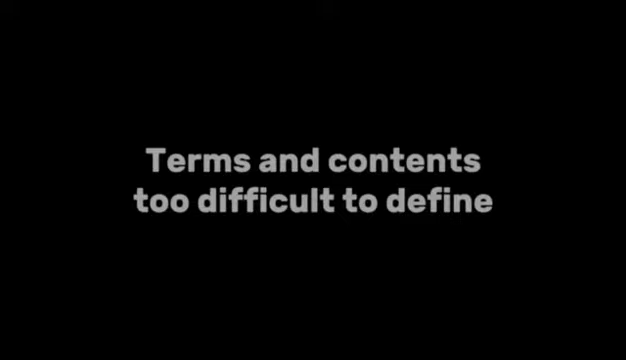 Terms and contents
too difficult to define